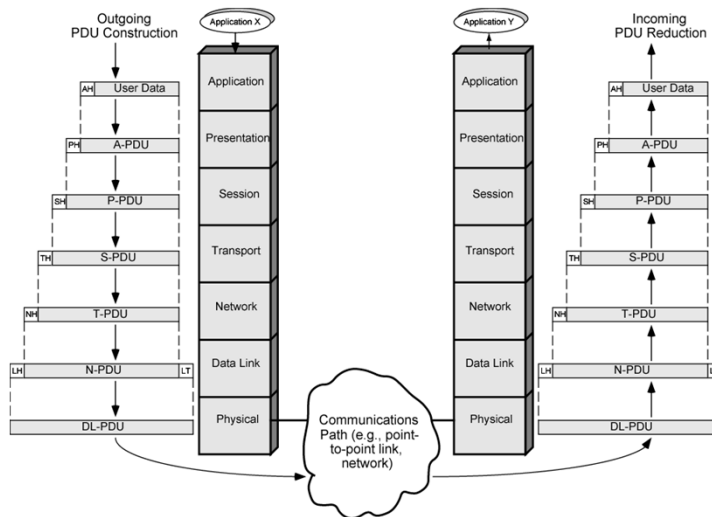 Outgoing
PDU Construction
Application X
Application Y
Incoming
PDU Reduction
AH
User Data
Application
Application
AH
User Data
PH
A-PDU
Presentation
Presentation
PH
A-PDU
SH
P-PDU
Session
Session
SH
P-PDU
TH
S-PDU
Transport
Transport
TH
S-PDU
NH
T-PDU
Network
Network
NH
T-PDU
LH
N-PDU
LT
Data Link
Data Link
LH
N-PDU
DL-PDU
Physical
Communications
Path (e.g., point-
to-point link,
network)
Physical
DL-PDU